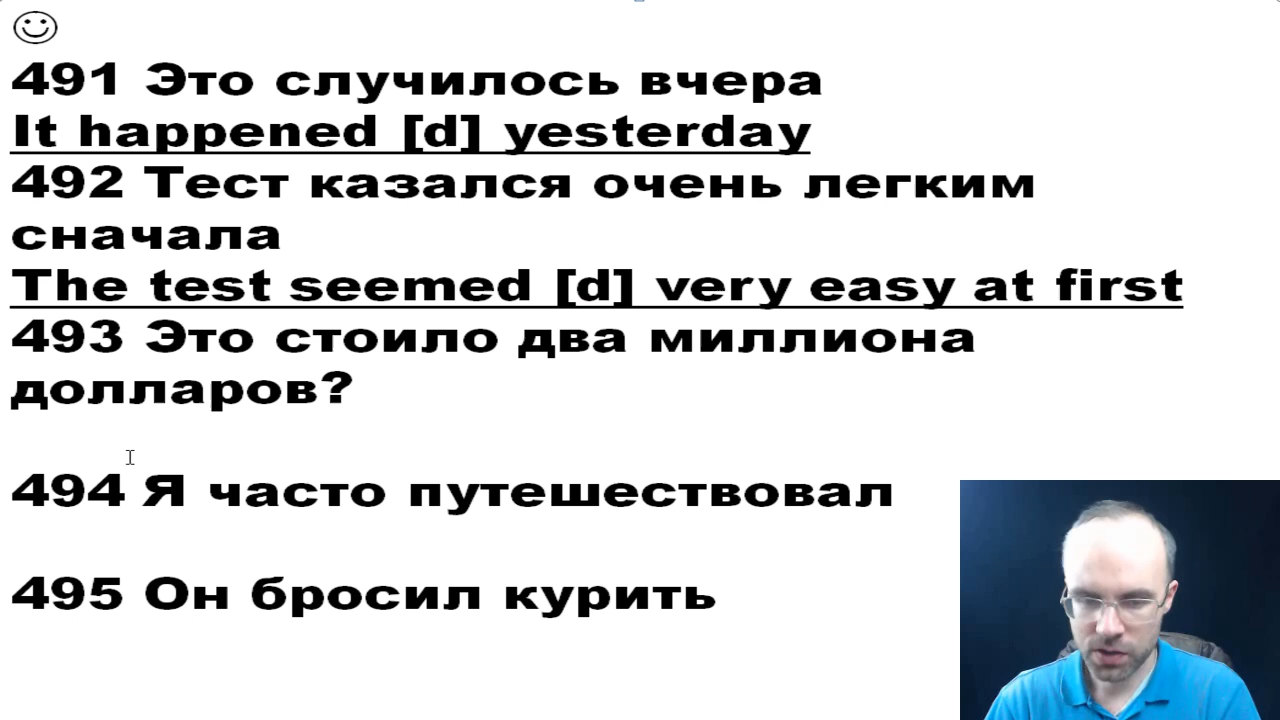 491 Это случилось вчера
It happened [d] yesterday
492 Тест казался очень легким
сначала
The test seemed [d] very easy at first
493 Это стоило два миллиона
долларов?
494 Я часто путешествовал
495 Он бросил курить